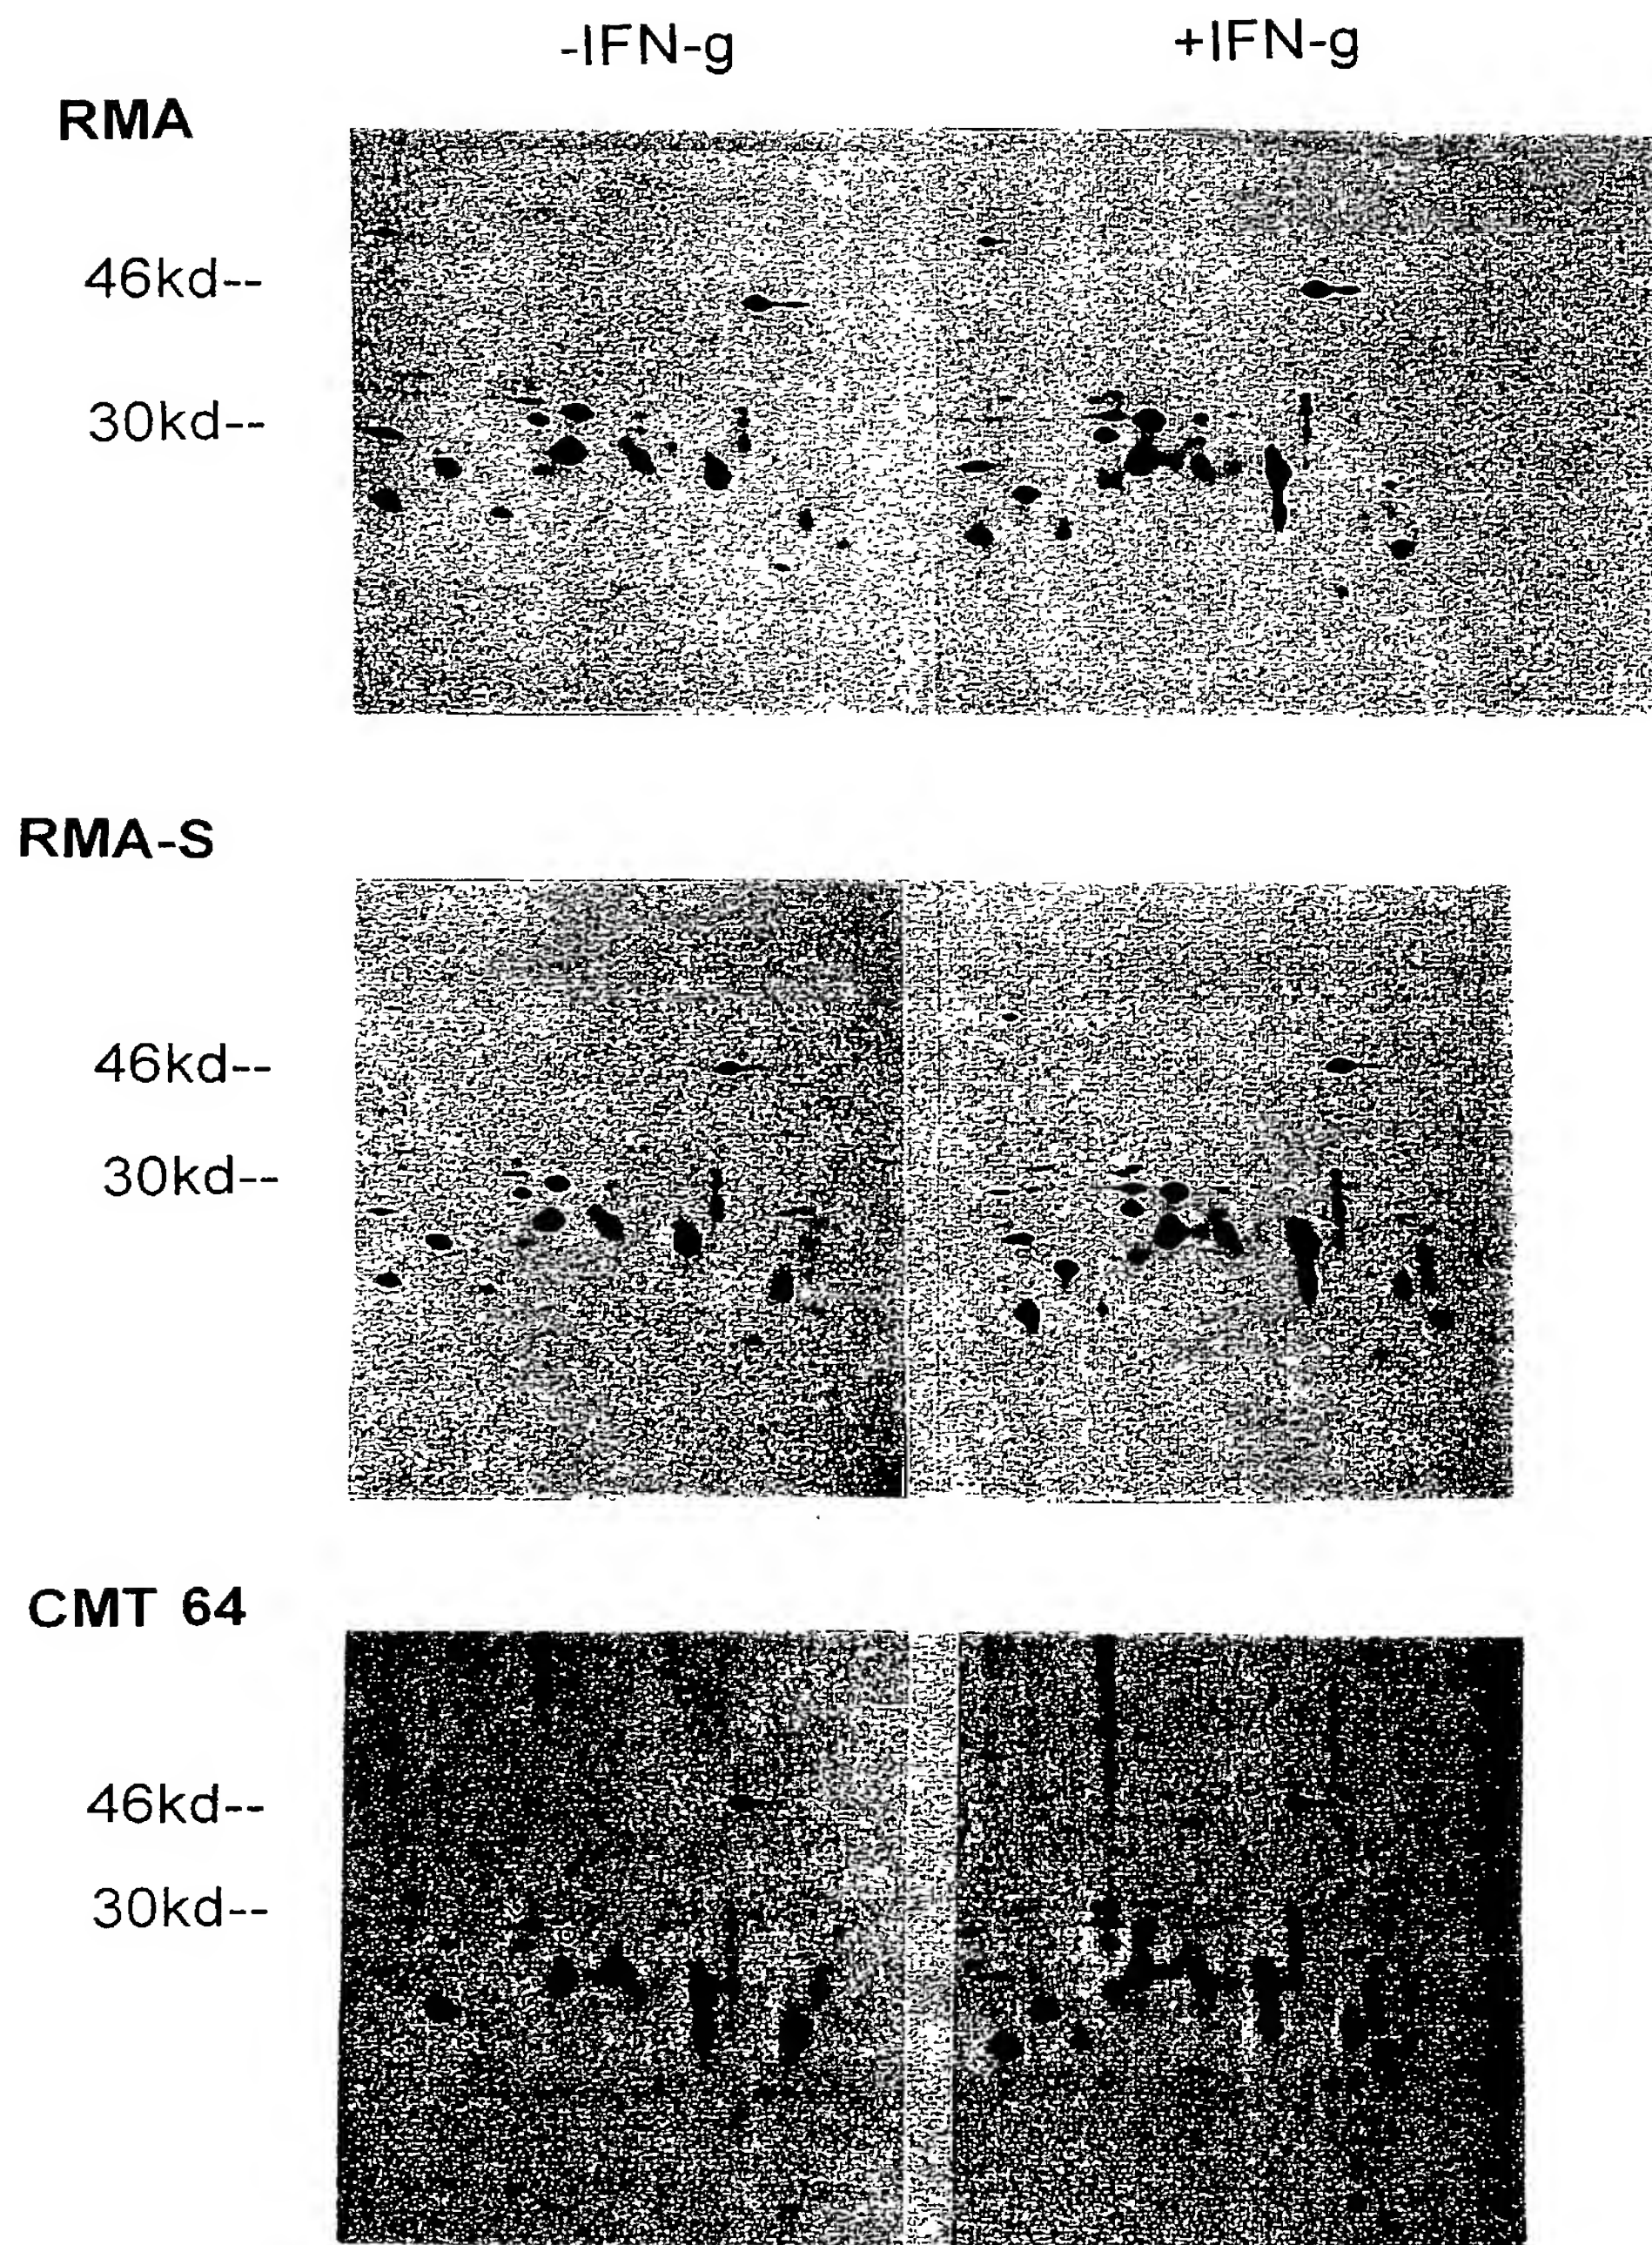 -IFN-g +IFN-g
RMA
46kd--
30kd--
RMA-S
46kd--
30kd--
CMT 64
46kd--
30kd--